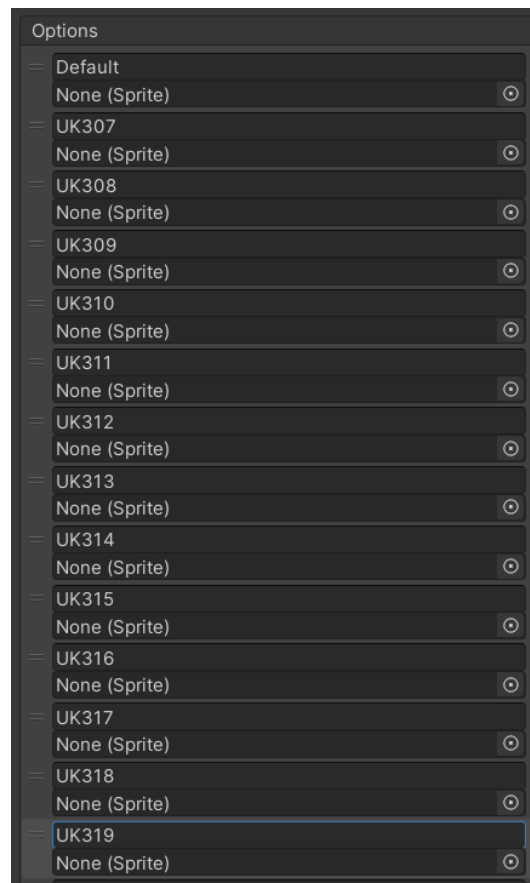 Options
Default
None (Sprite)
UK307
None (Sprite)
UK308
None (Sprite)
UK309
None (Sprite)
UK310
None (Sprite)
UK311
None (Sprite)
UK312
None (Sprite)
UK313
None (Sprite)
UK314
None (Sprite)
UK315
None (Sprite)
UK316
None (Sprite)
UK317
None (Sprite)
UK318
None (Sprite)
UK319
None (Sprite)